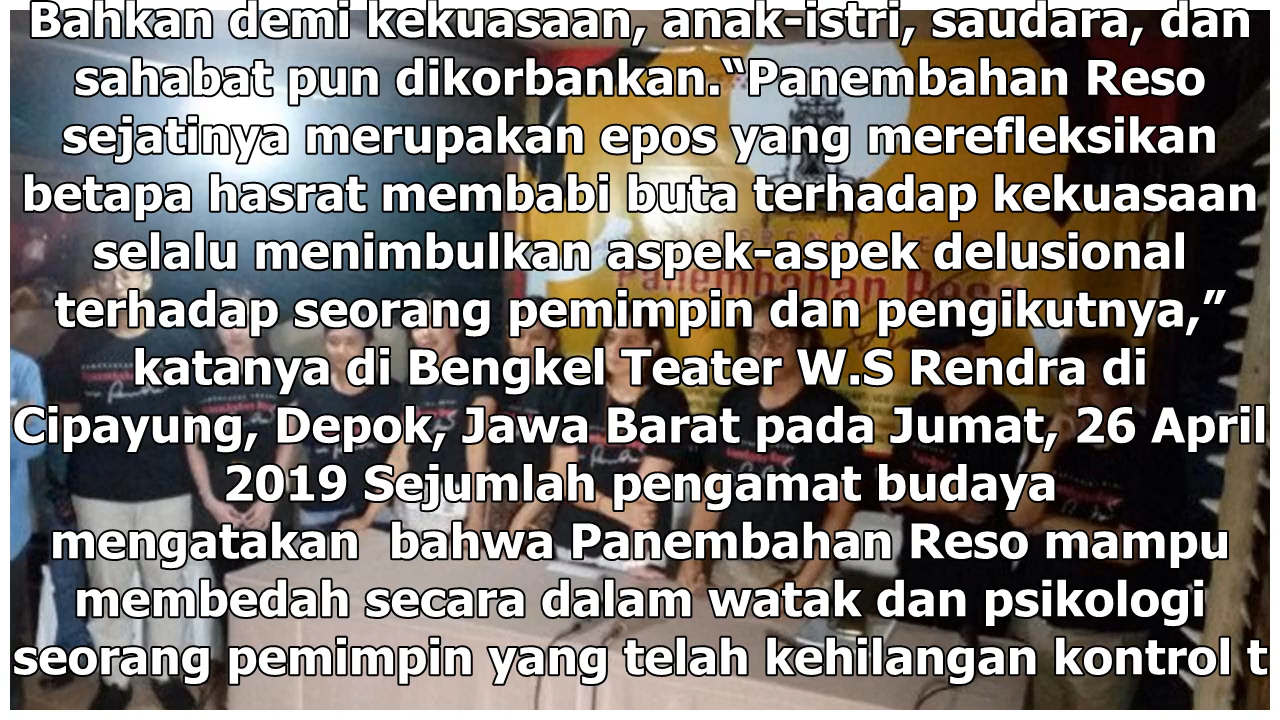 Bahkan demi kekuasaan, anak-istri, saudara, dan
sahabat pun dikorbankan.“Panembahan Reso
sejatinya merupakan epos yang merefleksikan
betapa hasrat membabi buta terhadap kekuasaan
selalu menimbulkan aspek-aspek delusional
terhadap seorang pemimpin dan pengikutnya,”
katanya di Bengkel Teater W.S Rendra di
Cipayung, Depok, Jawa Barat pada Jumat, 26 April
2019 Sejumlah pengamat budaya
mengatakan  bahwa Panembahan Reso mampu
membedah secara dalam watak dan psikologi
seorang pemimpin yang telah kehilangan kontrol t
Panembahan Reso